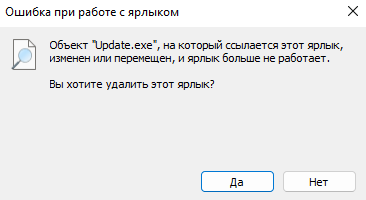 Ошибка при работе с ярлыком
Объект "Update.exe", на который ссылается этот ярлык,
изменен или перемещен, и ярлык больше не работает.
Вы хотите удалить этот ярлык?
Да
Нет